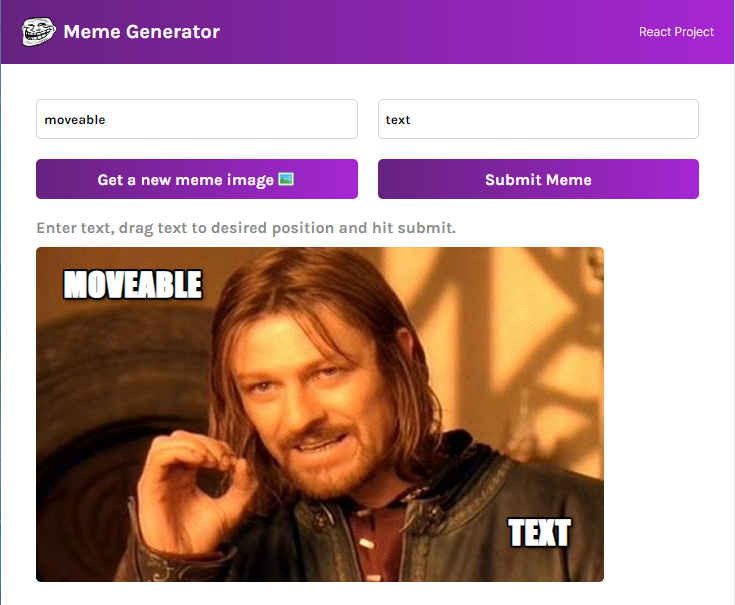 Meme Generator
React Project
moveable
text
Get a new meme image 🖼️
Submit Meme
Enter text, drag text to desired position and hit submit.
MOVEABLE
TEXT